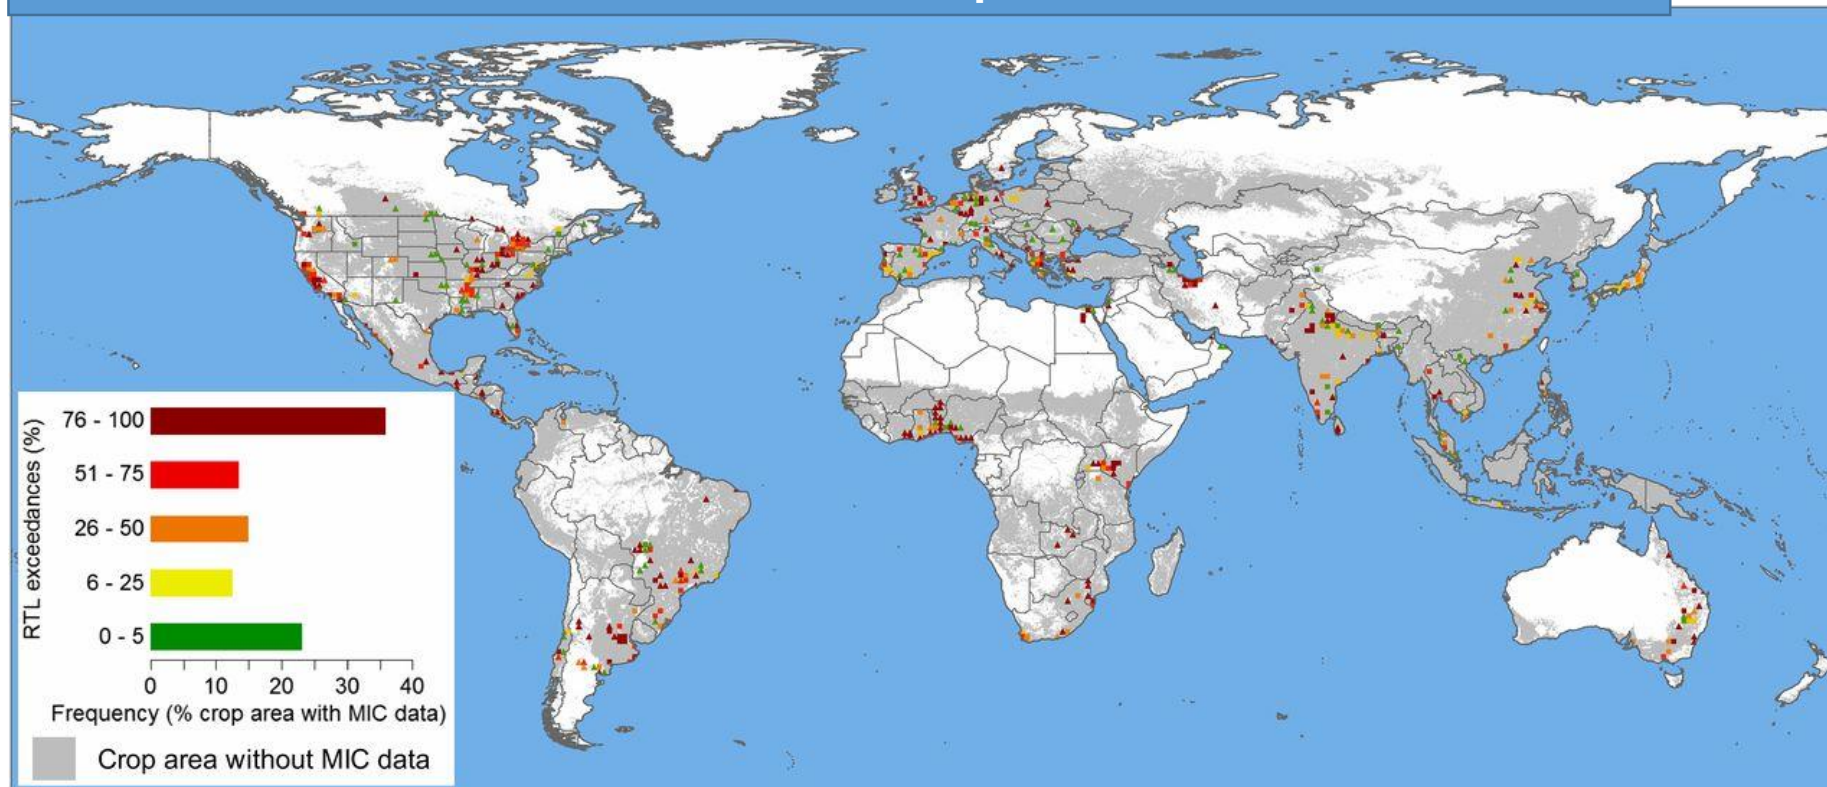 RTL exceedances (%)
76 - 100
51 - 75
26 - 50
6 - 25
0 - 5
0 10 20 30 40
Frequency (% crop area with MIC data)
Crop area without MIC data